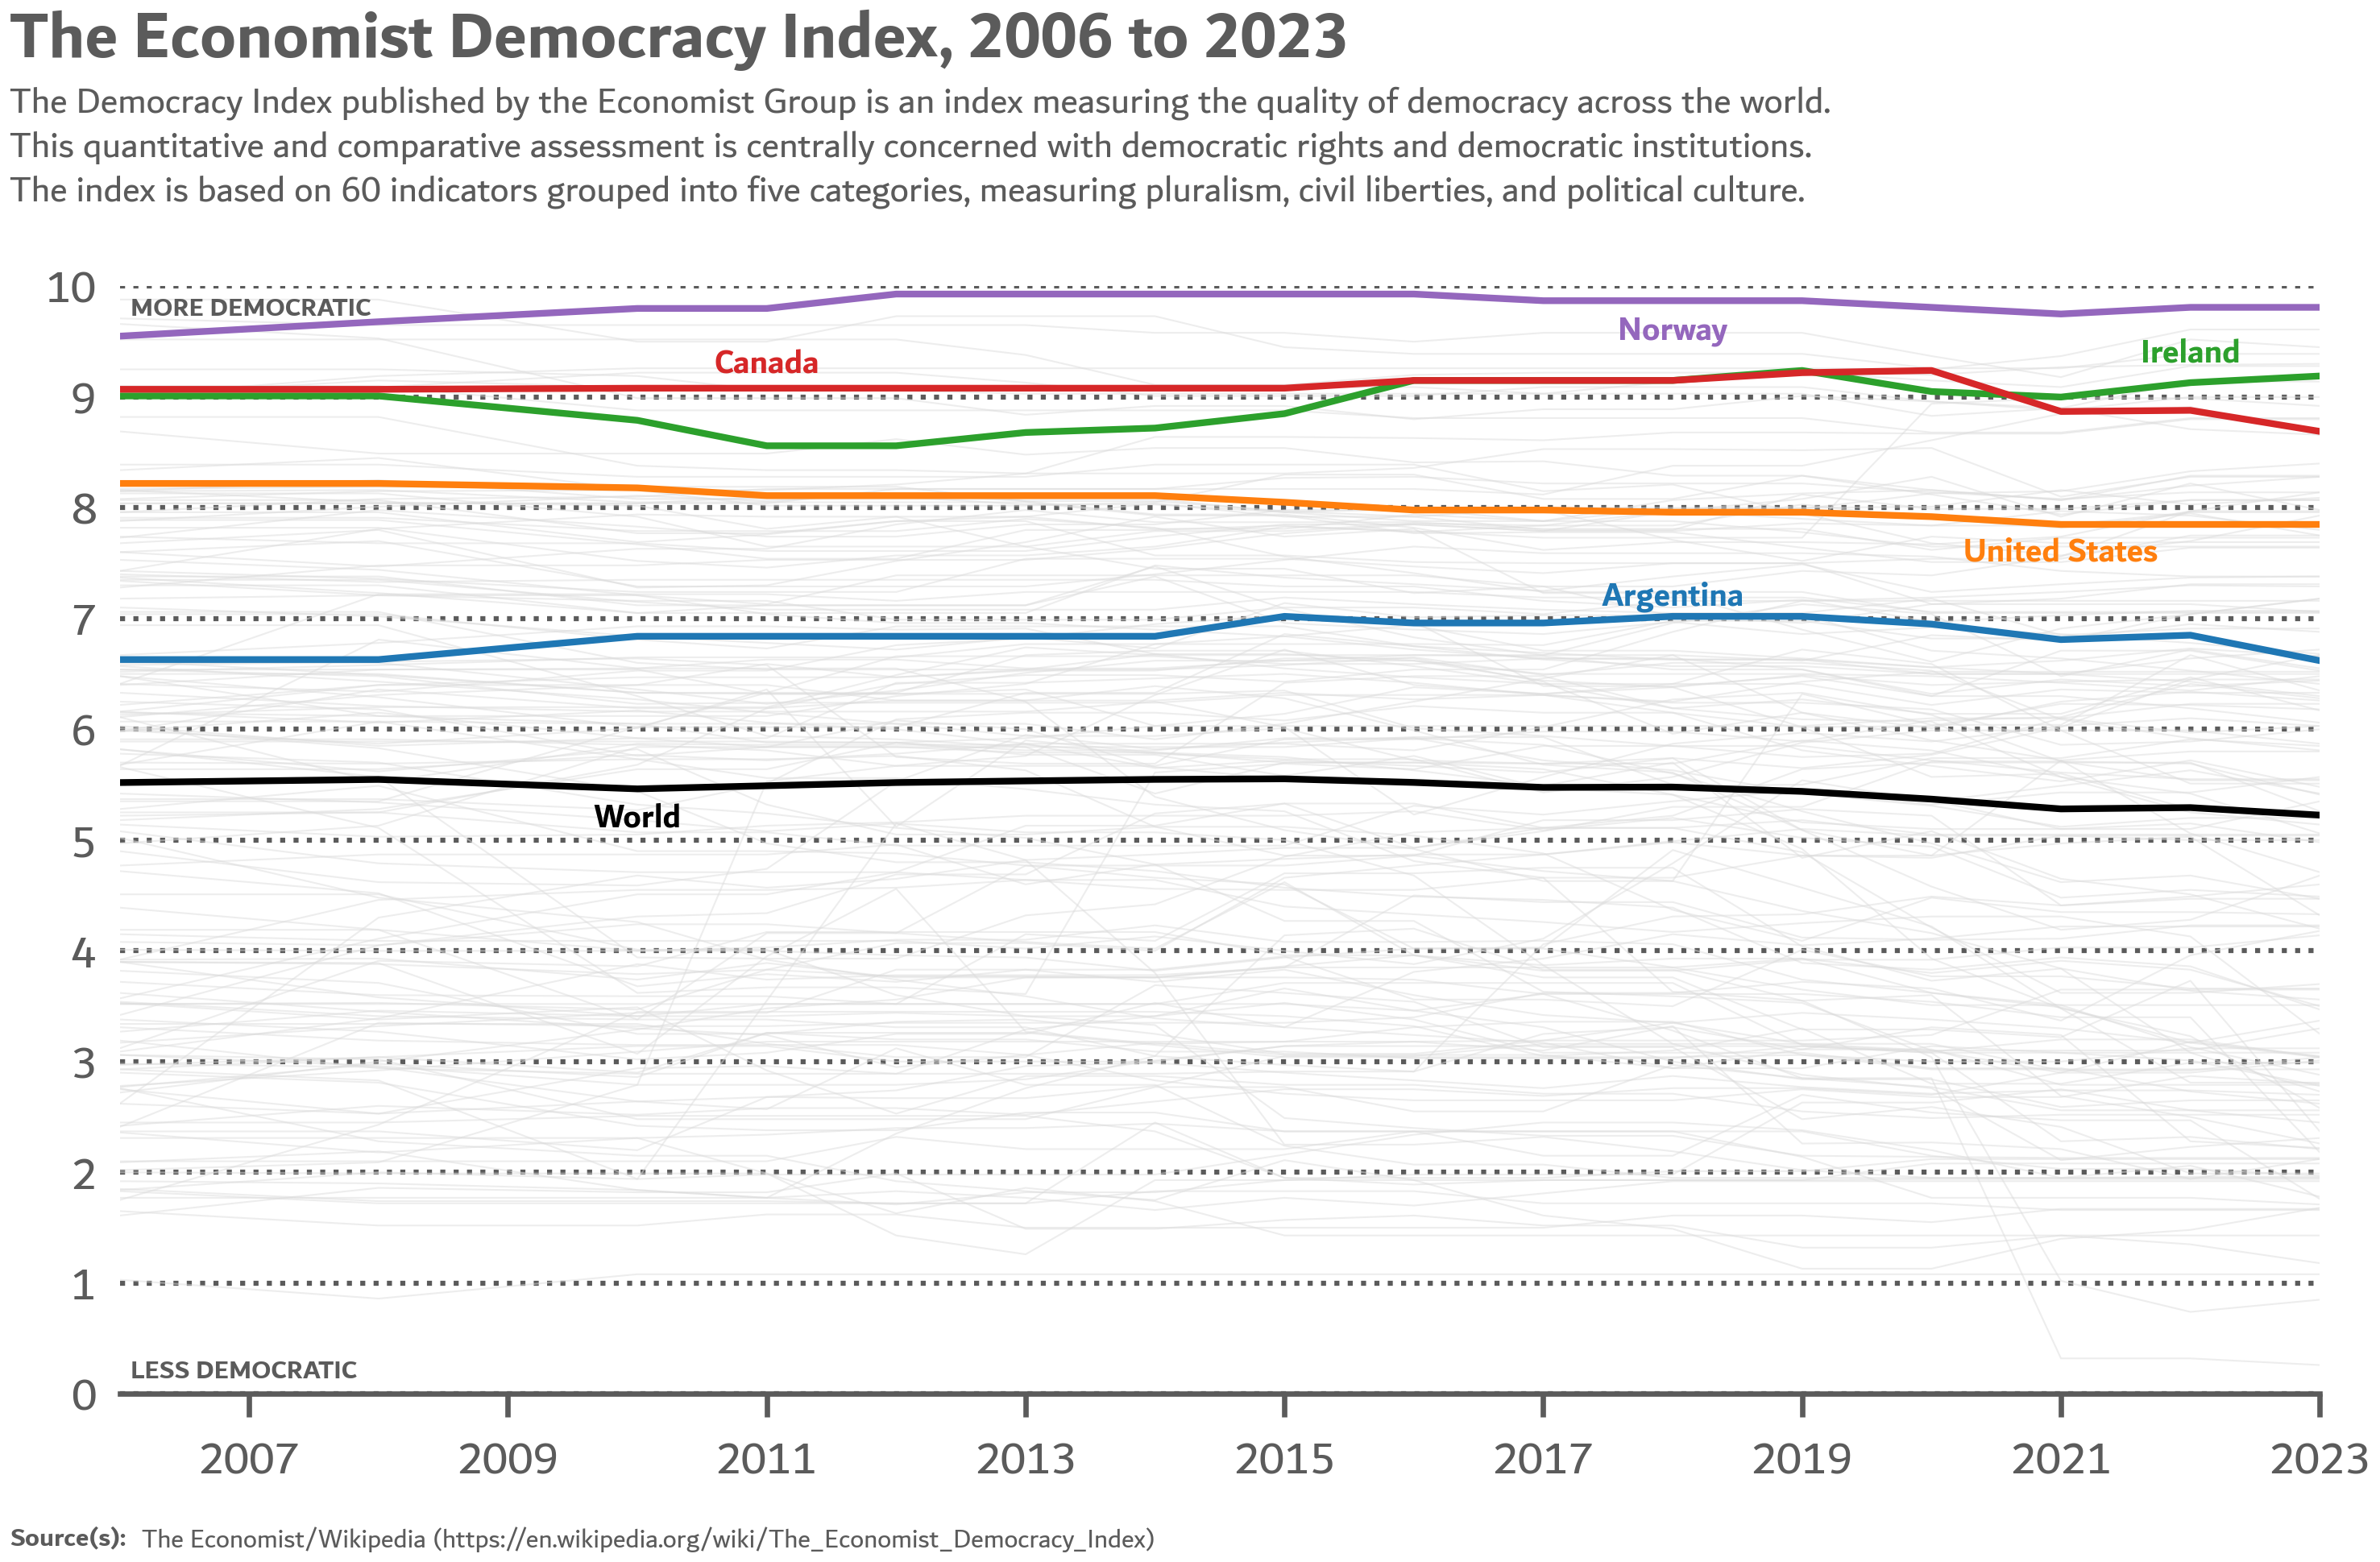 The Economist Democracy Index, 2006 to 2023
The Democracy Index published by the Economist Group is an index measuring the quality of democracy across the world.
This quantitative and comparative assessment is centrally concerned with democratic rights and democratic institutions.
The index is based on 60 indicators grouped into five categories, measuring pluralism, civil liberties, and political culture.
10
MORE DEMOCRATIC
Norway
Ireland
Canada
9
8
United States
Argentina
7
6
World
5
4
3
2
1
LESS DEMOCRATIC
0
2007 2009 2011 2013 2015 2017 2019 2021 2023
Source(s): The Economist/Wikipedia (https://en.wikipedia.org/wiki/The_Economist_Democracy_Index)